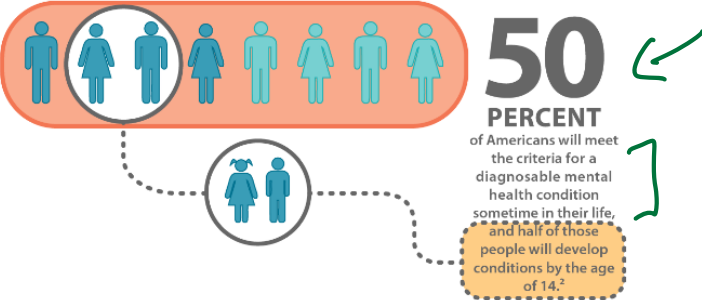 50
PERCENT
of Americans will meet
the criteria for a
diagnosable mental
health condition
sometime in their life,
and half of those
people will develop
conditions by the age
of 14.²